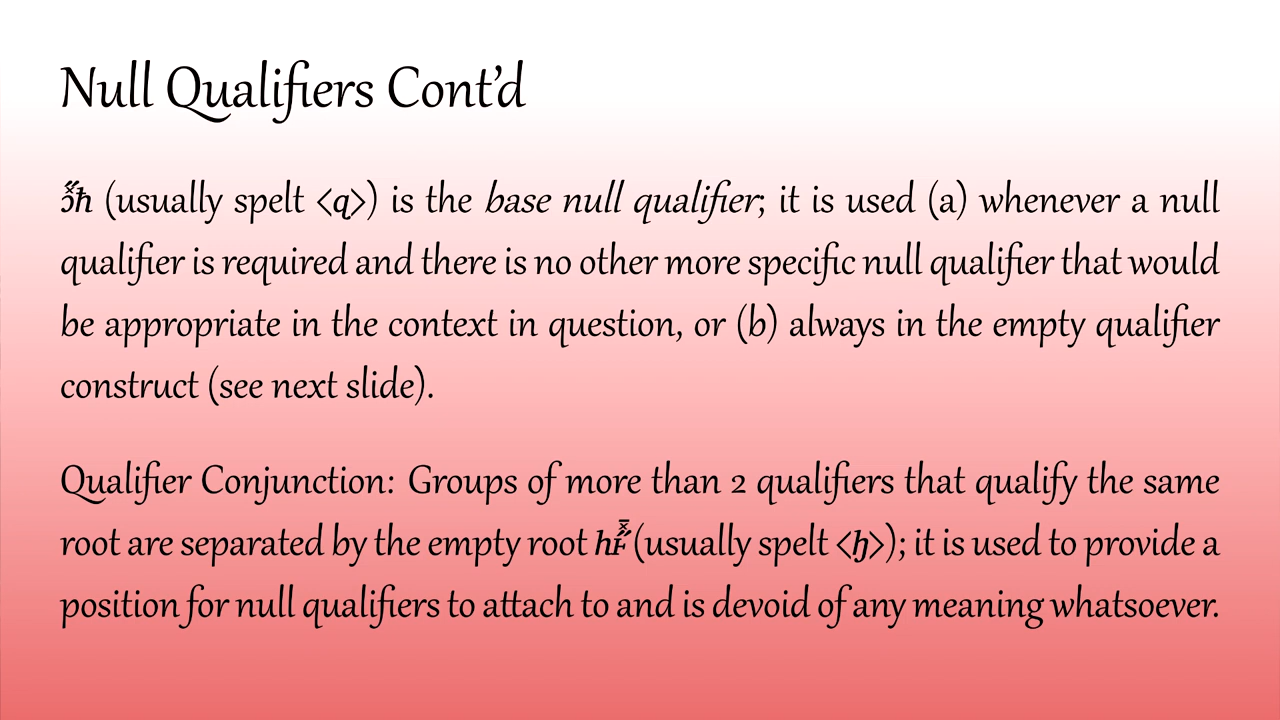 Null Qualifiers Cont’d
(usually spelt <q>) is the base null qualifier; it is used (a) whenever a null
qualifier is required and there is no other more specific null qualifier that would
be appropriate in the context in question, or (b) always in the empty qualifier
construct (see next slide).
Qualifier Conjunction: Groups of more than 2 qualifiers that qualify the same
root are separated by the empty root (usually spelt <ꜧ>); it is used to provide a
position for null qualifiers to attach to and is devoid of any meaning whatsoever.